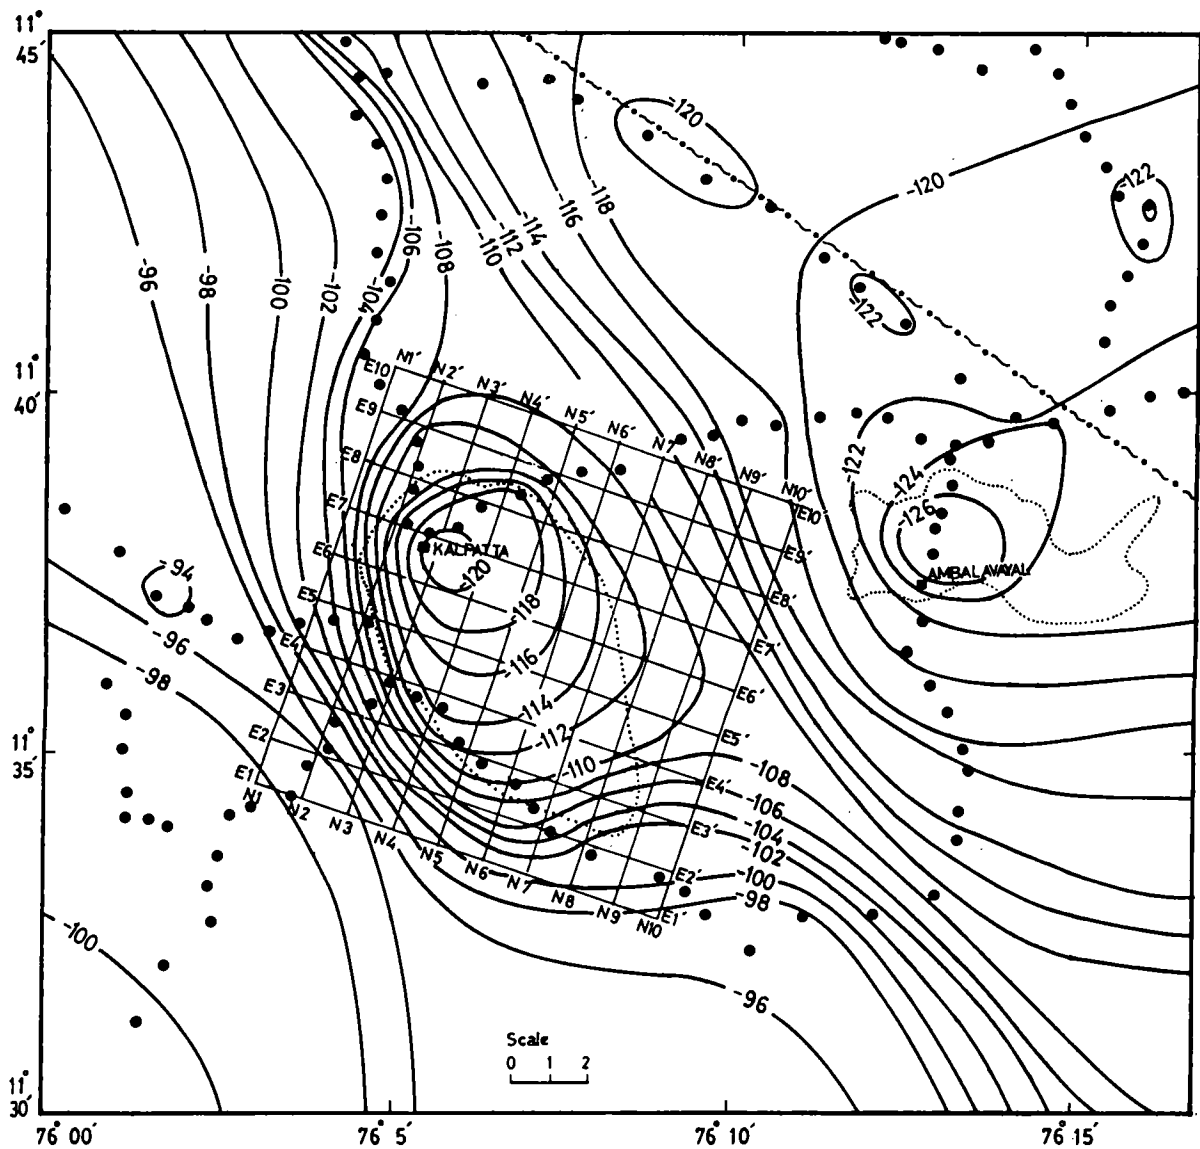 11°
45′
-120
-122
-120
-118
-116
-114
-112
-110
-108
-106
-104
-102
-100
-98
-96
-122
11°
40′
E10 N1′ N2′ N3′ N4′ N5′ N6′ N7′ N8′ N9′ N10′
E9
E8
E7
E6
E5
E4
E3
E2
E1
E10′
E9′
E8′
E7′
E6′
E5′
E4′
E3′
E2′
E1′
-122
-124
-126
KALPATTA
AMBALAVAYAL
-120
-118
-116
-114
-112
-110
-94
-96
-98
11°
35′
-108
-106
-104
-102
-100
-98
N1 N2 N3 N4 N5 N6 N7 N8 N9 N10
-100
-96
Scale
0 1 2
11°
30′
76° 00′ 76° 5′ 76° 10′ 76° 15′